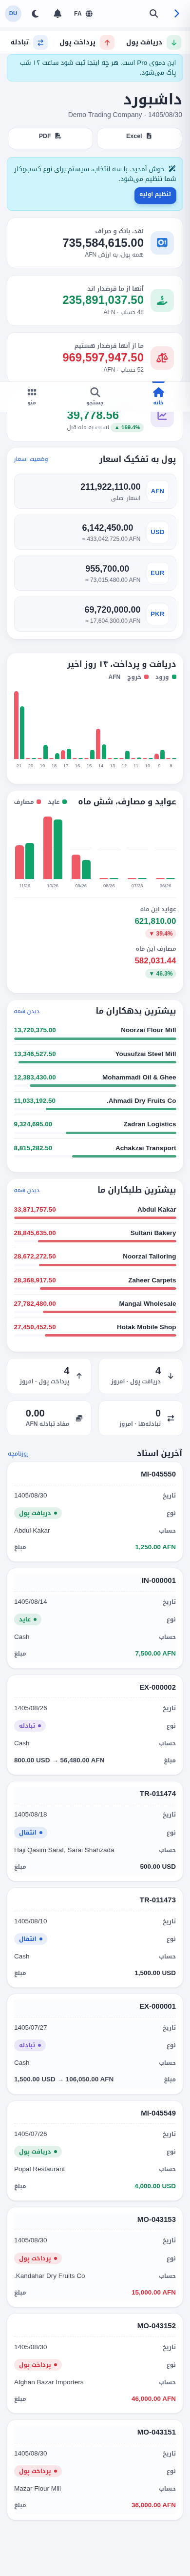 DU
FA
دریافت پول
پرداخت پول
تبادله
این دموی Pro است. هر چه اینجا ثبت شود ساعت ۱۲ شب پاک می‌شود.
داشبورد
Demo Trading Company · 1405/08/30
Excel
PDF
خوش آمدید. با سه انتخاب، سیستم برای نوع کسب‌وکار شما تنظیم می‌شود.
تنظیم اولیه
نقد، بانک و صراف
735,584,615.00
همه پول، به ارزش AFN
آنها از ما قرضدار اند
235,891,037.50
48 حساب · AFN
ما از آنها قرضدار هستیم
969,597,947.50
52 حساب · AFN
خانه
جستجو
منو
39,778.56
▲ 169.4% نسبت به ماه قبل
پول به تفکیک اسعار
وضعیت اسعار
AFN
211,922,110.00
اسعار اصلی
USD
6,142,450.00
≈ 433,042,725.00 AFN
EUR
955,700.00
≈ 73,015,480.00 AFN
PKR
69,720,000.00
≈ 17,604,300.00 AFN
دریافت و پرداخت، ۱۴ روز اخیر
ورود
خروج
AFN
عواید و مصارف، شش ماه
عاید
مصارف
11/26
10/26
09/26
08/26
07/26
06/26
عواید این ماه
621,810.00
▼ 39.4%
مصارف این ماه
582,031.44
▼ 46.3%
بیشترین بدهکاران ما
دیدن همه
Noorzai Flour Mill
13,720,375.00
Yousufzai Steel Mill
13,346,527.50
Mohammadi Oil & Ghee
12,383,430.00
Ahmadi Dry Fruits Co.
11,033,192.50
Zadran Logistics
9,324,695.00
Achakzai Transport
8,815,282.50
بیشترین طلبکاران ما
دیدن همه
Abdul Kakar
33,871,757.50
Sultani Bakery
28,845,635.00
Noorzai Tailoring
28,672,272.50
Zaheer Carpets
28,368,917.50
Mangal Wholesale
27,782,480.00
Hotak Mobile Shop
27,450,452.50
4
دریافت پول · امروز
4
پرداخت پول · امروز
0
تبادله‌ها · امروز
0.00
مفاد تبادله AFN
آخرین اسناد
روزنامچه
MI-045550
تاریخ
1405/08/30
نوع
دریافت پول
حساب
Abdul Kakar
مبلغ
1,250.00 AFN
IN-000001
تاریخ
1405/08/14
نوع
عاید
حساب
Cash
مبلغ
7,500.00 AFN
EX-000002
تاریخ
1405/08/26
نوع
تبادله
حساب
Cash
مبلغ
800.00 USD → 56,480.00 AFN
TR-011474
تاریخ
1405/08/18
نوع
انتقال
حساب
Haji Qasim Saraf, Sarai Shahzada
مبلغ
500.00 USD
TR-011473
تاریخ
1405/08/10
نوع
انتقال
حساب
Cash
مبلغ
1,500.00 USD
EX-000001
تاریخ
1405/07/27
نوع
تبادله
حساب
Cash
مبلغ
1,500.00 USD → 106,050.00 AFN
MI-045549
تاریخ
1405/07/26
نوع
دریافت پول
حساب
Popal Restaurant
مبلغ
4,000.00 USD
MO-043153
تاریخ
1405/08/30
نوع
پرداخت پول
حساب
Kandahar Dry Fruits Co.
مبلغ
15,000.00 AFN
MO-043152
تاریخ
1405/08/30
نوع
پرداخت پول
حساب
Afghan Bazar Importers
مبلغ
46,000.00 AFN
MO-043151
تاریخ
1405/08/30
نوع
پرداخت پول
حساب
Mazar Flour Mill
مبلغ
36,000.00 AFN